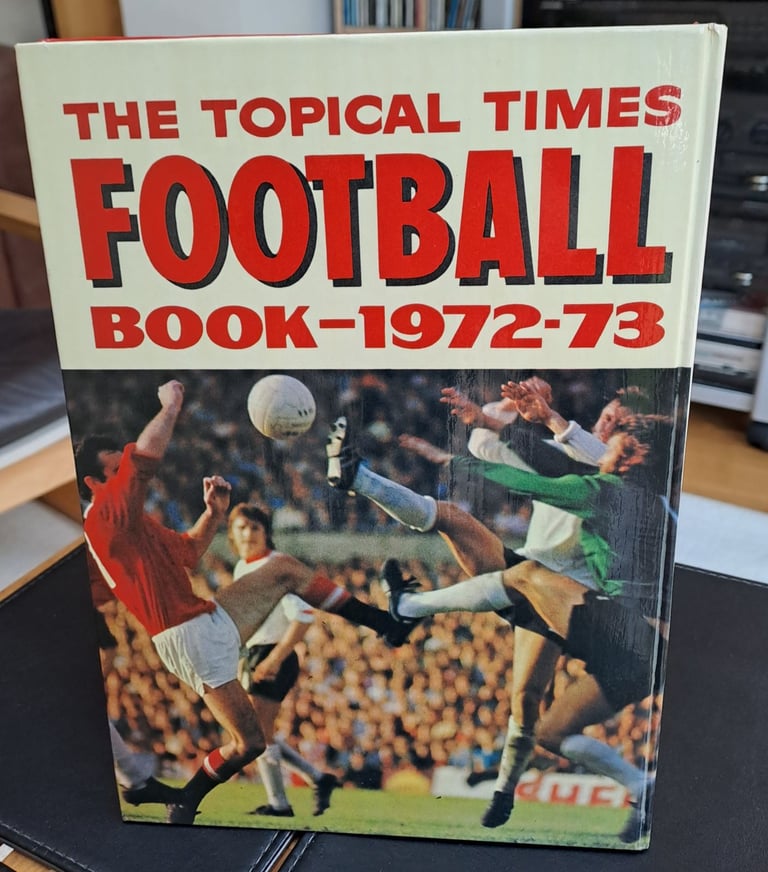 THE TOPICAL TIMES
FOOTBALL
BOOK-1972-73